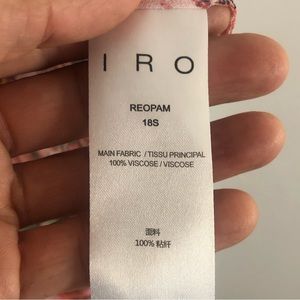 IRO
REOPAM
18S
MAIN FABRIC / TISSU PRINCIPAL
100% VISCOSE / VISCOSE
面料
100% 粘纤